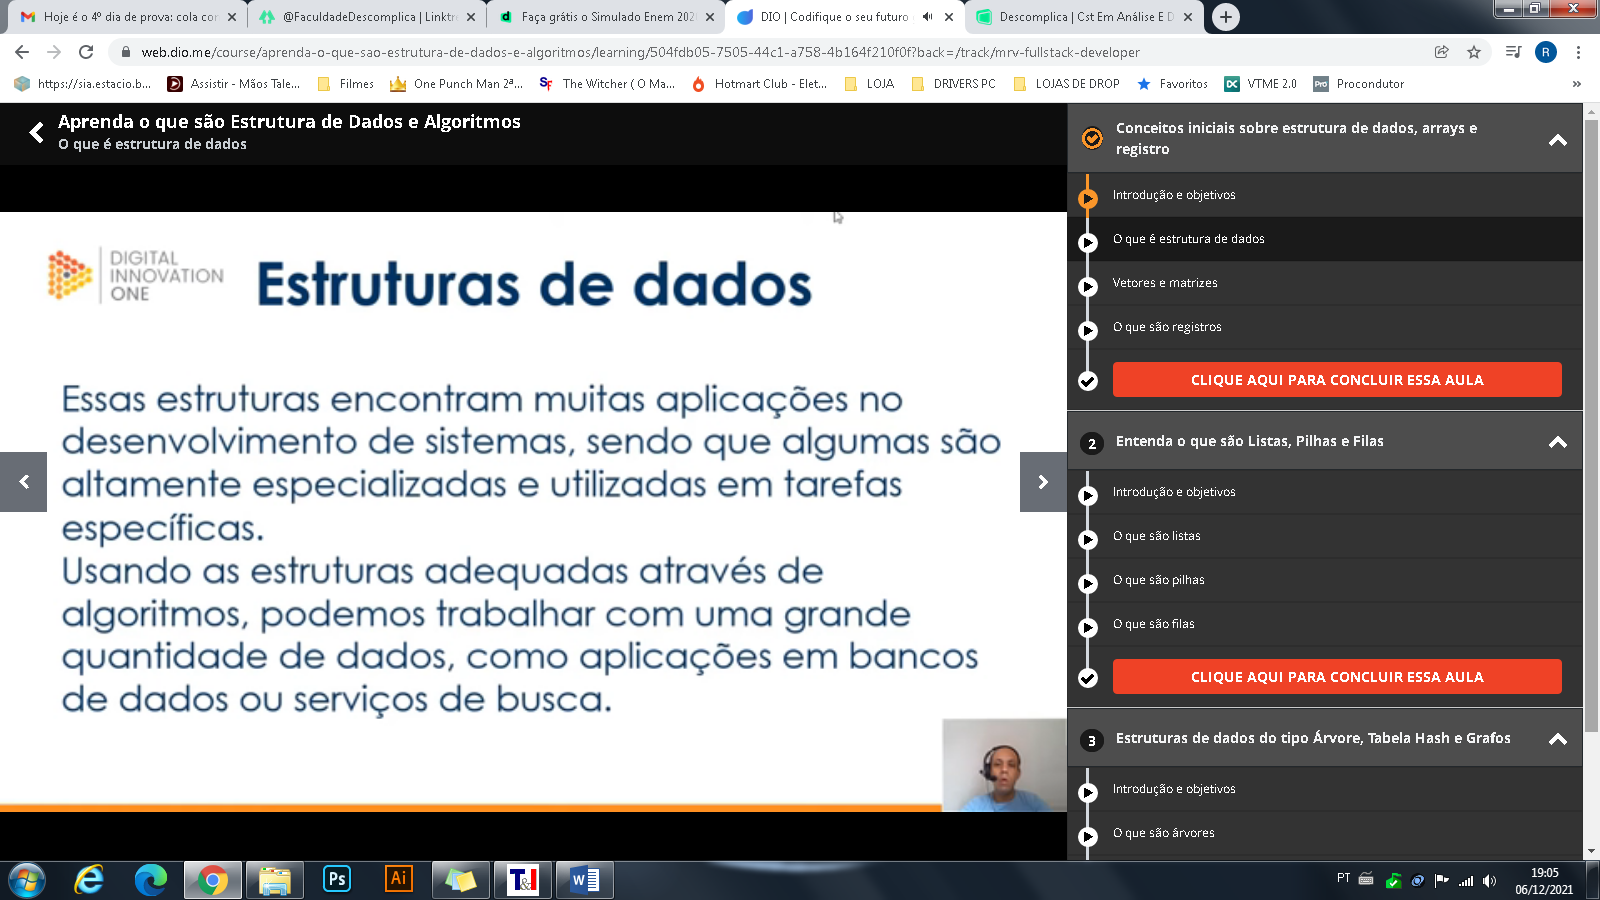 Hoje é o 4º dia de prova: cola con
@FaculdadeDescomplica | Linktr
Faça grátis o Simulado Enem 202
DIO | Codifique o seu futuro
Descomplica | Cst Em Análise E D
web.dio.me/course/aprenda-o-que-sao-estrutura-de-dados-e-algoritmos/learning/504fdb05-7505-44c1-a758-4b164f210f0f?back=/track/mrv-fullstack-developer
R
https://sia.estacio.b...
Assistir - Mãos Tale...
Filmes
One Punch Man 2ª...
SF
The Witcher ( O Ma...
Hotmart Club - Elet...
LOJA
DRIVERS PC
LOJAS DE DROP
Favoritos
DC
VTME 2.0
Pro
Procondutor
»
Aprenda o que são Estrutura de Dados e Algoritmos
O que é estrutura de dados
DIGITAL
INNOVATION
ONE
Estruturas de dados
Essas estruturas encontram muitas aplicações no
desenvolvimento de sistemas, sendo que algumas são
altamente especializadas e utilizadas em tarefas
específicas.
Usando as estruturas adequadas através de
algoritmos, podemos trabalhar com uma grande
quantidade de dados, como aplicações em bancos
de dados ou serviços de busca.
Conceitos iniciais sobre estrutura de dados, arrays e
registro
Introdução e objetivos
O que é estrutura de dados
Vetores e matrizes
O que são registros
CLIQUE AQUI PARA CONCLUIR ESSA AULA
2
Entenda o que são Listas, Pilhas e Filas
Introdução e objetivos
O que são listas
O que são pilhas
O que são filas
CLIQUE AQUI PARA CONCLUIR ESSA AULA
3
Estruturas de dados do tipo Árvore, Tabela Hash e Grafos
Introdução e objetivos
O que são árvores
Ps
Ai
T&I
W
PT
19:05
06/12/2021